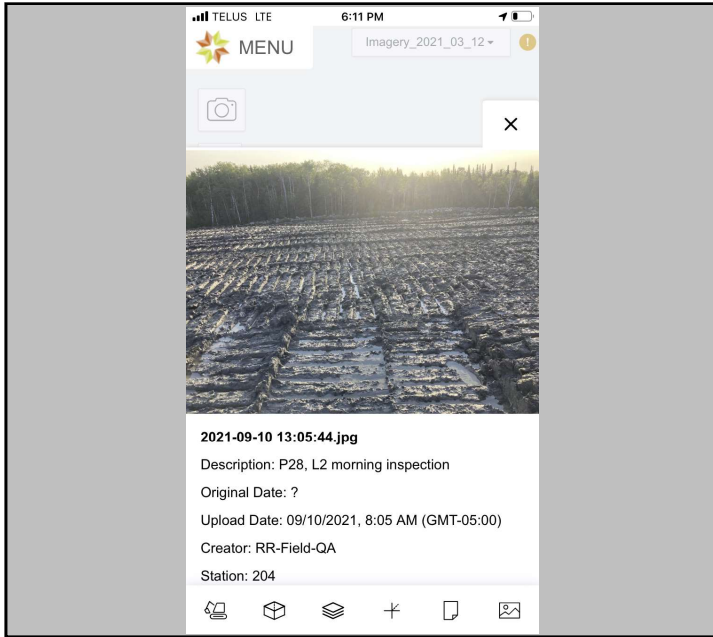 TELUS LTE 6:11 PM
MENU Imagery_2021_03_12
2021-09-10 13:05:44.jpg
Description: P28, L2 morning inspection
Original Date: ?
Upload Date: 09/10/2021, 8:05 AM (GMT-05:00)
Creator: RR-Field-QA
Station: 204